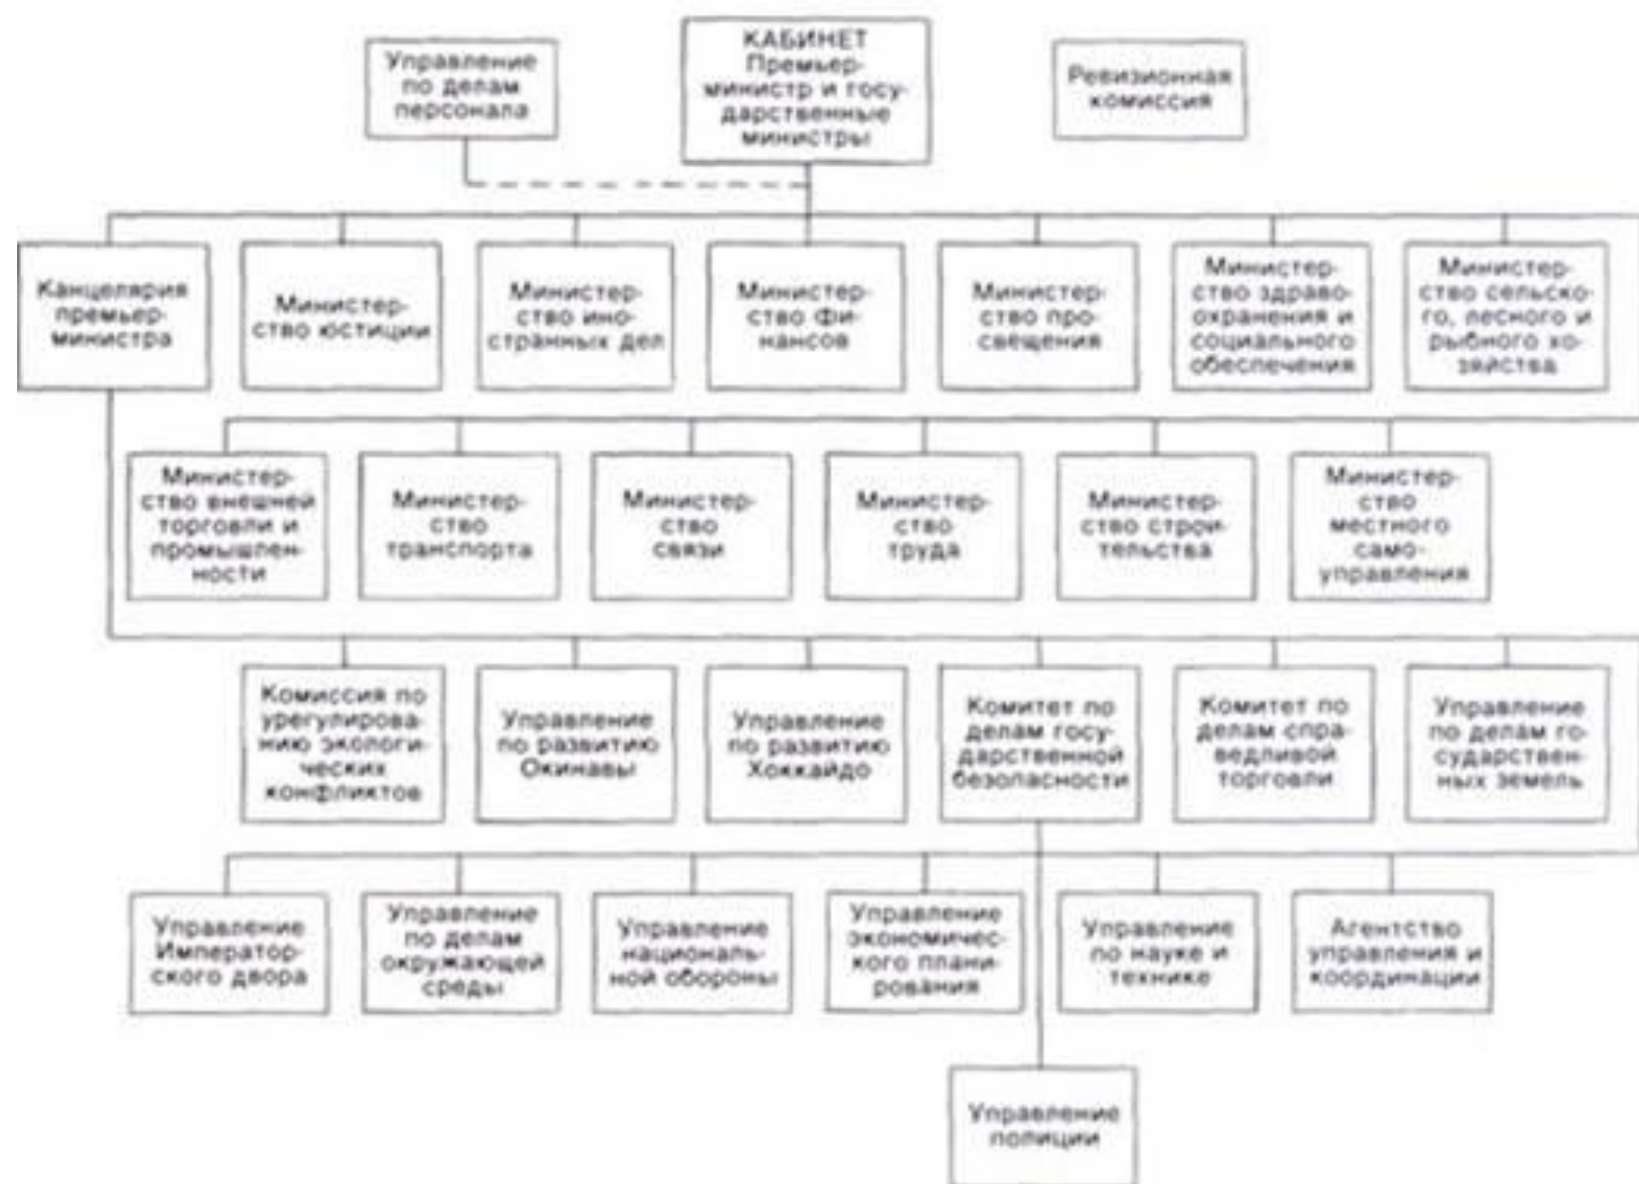 Управление
по делам
персонала
КАБИНЕТ
Премьер-
министр и госу-
дарственные
министры
Ревизионная
комиссия
Канцелярия
премьер-
министра
Министер-
ство юстиции
Министер-
ство ино-
странных дел
Министер-
ство фи-
нансов
Министер-
ство про-
свещения
Министер-
ство здраво-
охранения и
социального
обеспечения
Министер-
ство сельско-
го, лесного и
рыбного хо-
зяйства
Министер-
ство внешней
торговли и
промышлен-
ности
Министер-
ство
транспорта
Министер-
ство
связи
Министер-
ство
труда
Министер-
ство строи-
тельства
Министер-
ство
местного
само-
управления
Комиссия по
урегулирова-
нию экологи-
ческих
конфликтов
Управление
по развитию
Окинавы
Управление
по развитию
Хоккайдо
Комитет по
делам госу-
дарственной
безопасности
Комитет по
делам спра-
ведливой
торговли
Управление
по делам го-
сударствен-
ных земель
Управление
Император-
ского двора
Управление
по делам
окружающей
среды
Управление
националь-
ной обороны
Управление
экономичес-
кого плани-
рования
Управление
по науке и
технике
Агентство
управления и
координации
Управление
полиции